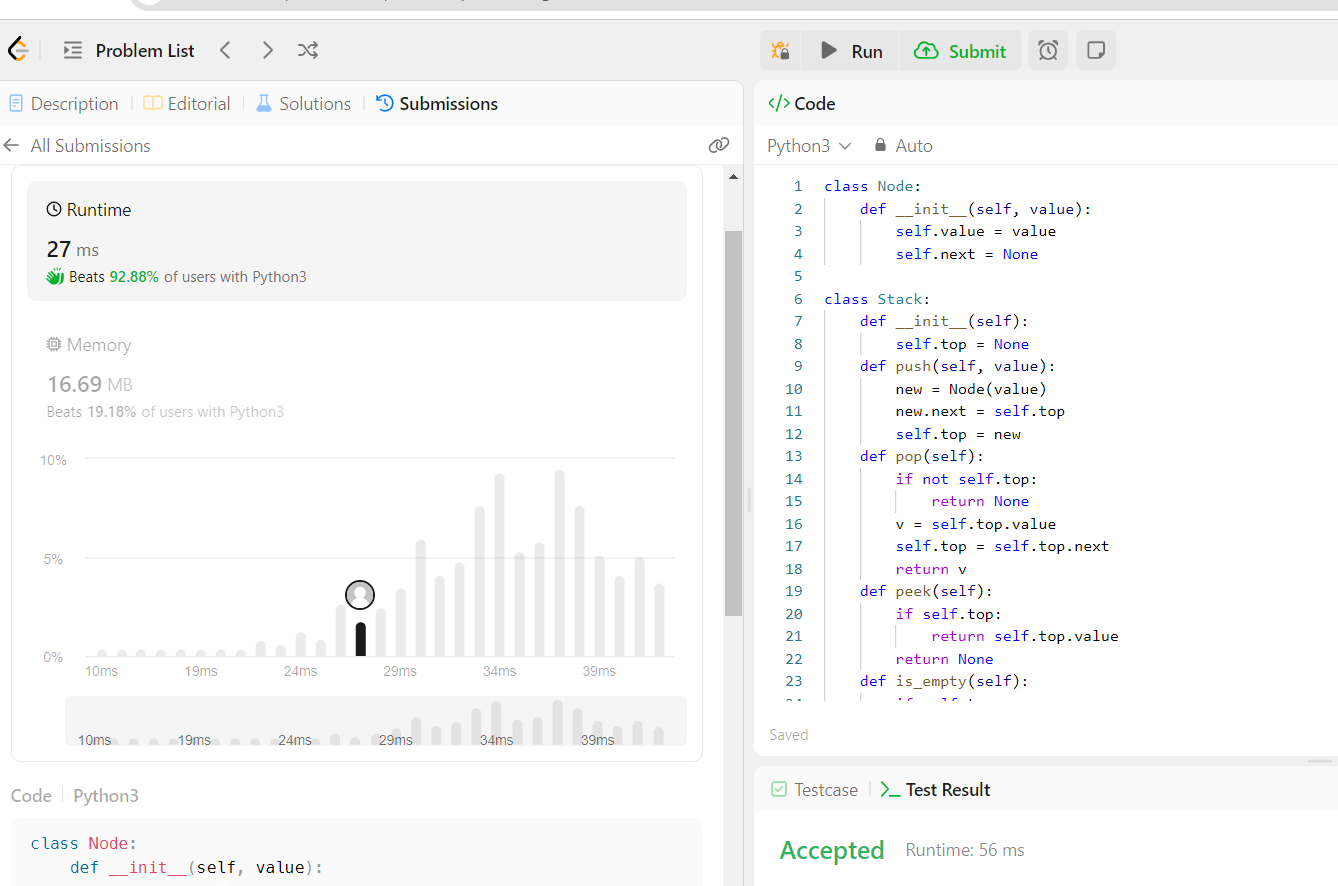 Problem List
Run
Submit
Description
Editorial
Solutions
Submissions
All Submissions
Runtime
27 ms
Beats 92.88% of users with Python3
Memory
16.69 MB
Beats 19.18% of users with Python3
10%
5%
0%
10ms 19ms 24ms 29ms 34ms 39ms
10ms 19ms 24ms 29ms 34ms 39ms
Code
Python3
class Node:
def __init__(self, value):
Code
Python3
Auto
1 class Node:
2 def __init__(self, value):
3 self.value = value
4 self.next = None
5
6 class Stack:
7 def __init__(self):
8 self.top = None
9 def push(self, value):
10 new = Node(value)
11 new.next = self.top
12 self.top = new
13 def pop(self):
14 if not self.top:
15 return None
16 v = self.top.value
17 self.top = self.top.next
18 return v
19 def peek(self):
20 if self.top:
21 return self.top.value
22 return None
23 def is_empty(self):
Saved
Testcase
Test Result
Accepted
Runtime: 56 ms